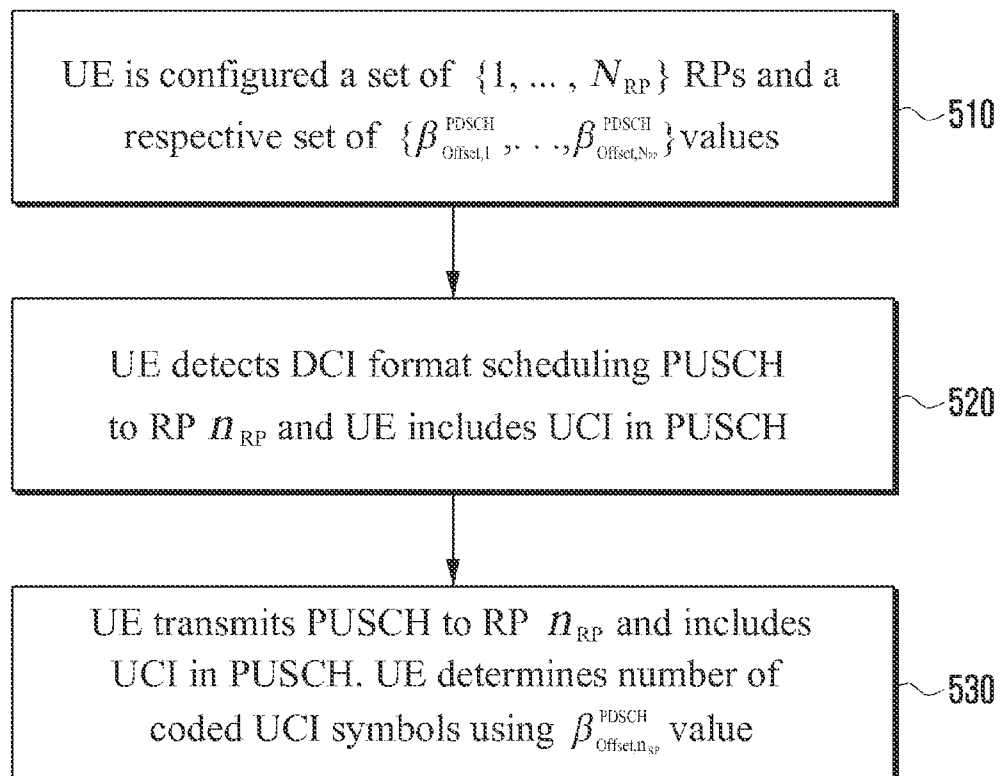 UE is configured a set of {1, ... , N_RP} RPs and a
respective set of {β^PDSCH_Offset,1, . . .,β^PDSCH_Offset,N_RP} values
510
UE detects DCI format scheduling PUSCH
to RP n_RP and UE includes UCI in PUSCH
520
UE transmits PUSCH to RP n_RP and includes
UCI in PUSCH. UE determines number of
coded UCI symbols using β^PDSCH_Offset,n_RP value
530